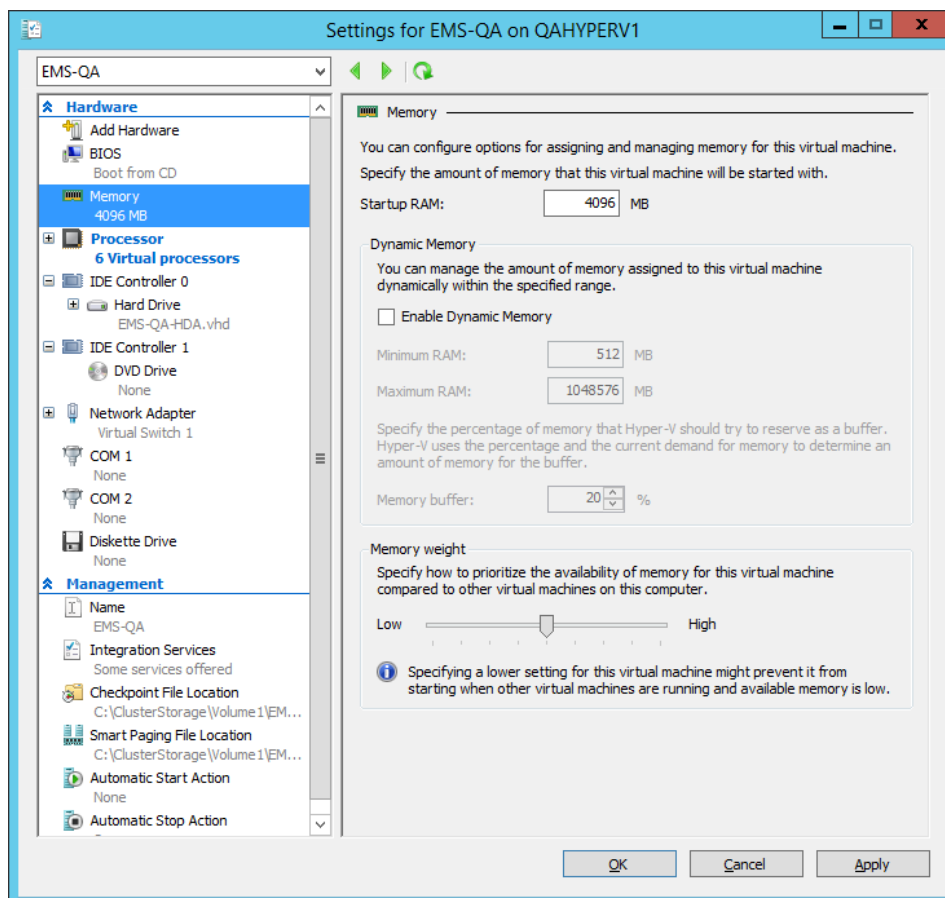 Settings for EMS-QA on QAHYPERV1
EMS-QA
Hardware
Add Hardware
BIOS
Boot from CD
Memory
4096 MB
Processor
6 Virtual processors
IDE Controller 0
Hard Drive
EMS-QA-HDA.vhd
IDE Controller 1
DVD Drive
None
Network Adapter
Virtual Switch 1
COM 1
None
COM 2
None
Diskette Drive
None
Management
Name
EMS-QA
Integration Services
Some services offered
Checkpoint File Location
C:\ClusterStorage\Volume1\EM...
Smart Paging File Location
C:\ClusterStorage\Volume1\EM...
Automatic Start Action
None
Automatic Stop Action
Memory
You can configure options for assigning and managing memory for this virtual machine.
Specify the amount of memory that this virtual machine will be started with.
Startup RAM: 4096 MB
Dynamic Memory
You can manage the amount of memory assigned to this virtual machine
dynamically within the specified range.
Enable Dynamic Memory
Minimum RAM: 512 MB
Maximum RAM: 1048576 MB
Specify the percentage of memory that Hyper-V should try to reserve as a buffer.
Hyper-V uses the percentage and the current demand for memory to determine an
amount of memory for the buffer.
Memory buffer: 20 %
Memory weight
Specify how to prioritize the availability of memory for this virtual machine
compared to other virtual machines on this computer.
Low High
Specifying a lower setting for this virtual machine might prevent it from
starting when other virtual machines are running and available memory is low.
OK Cancel Apply